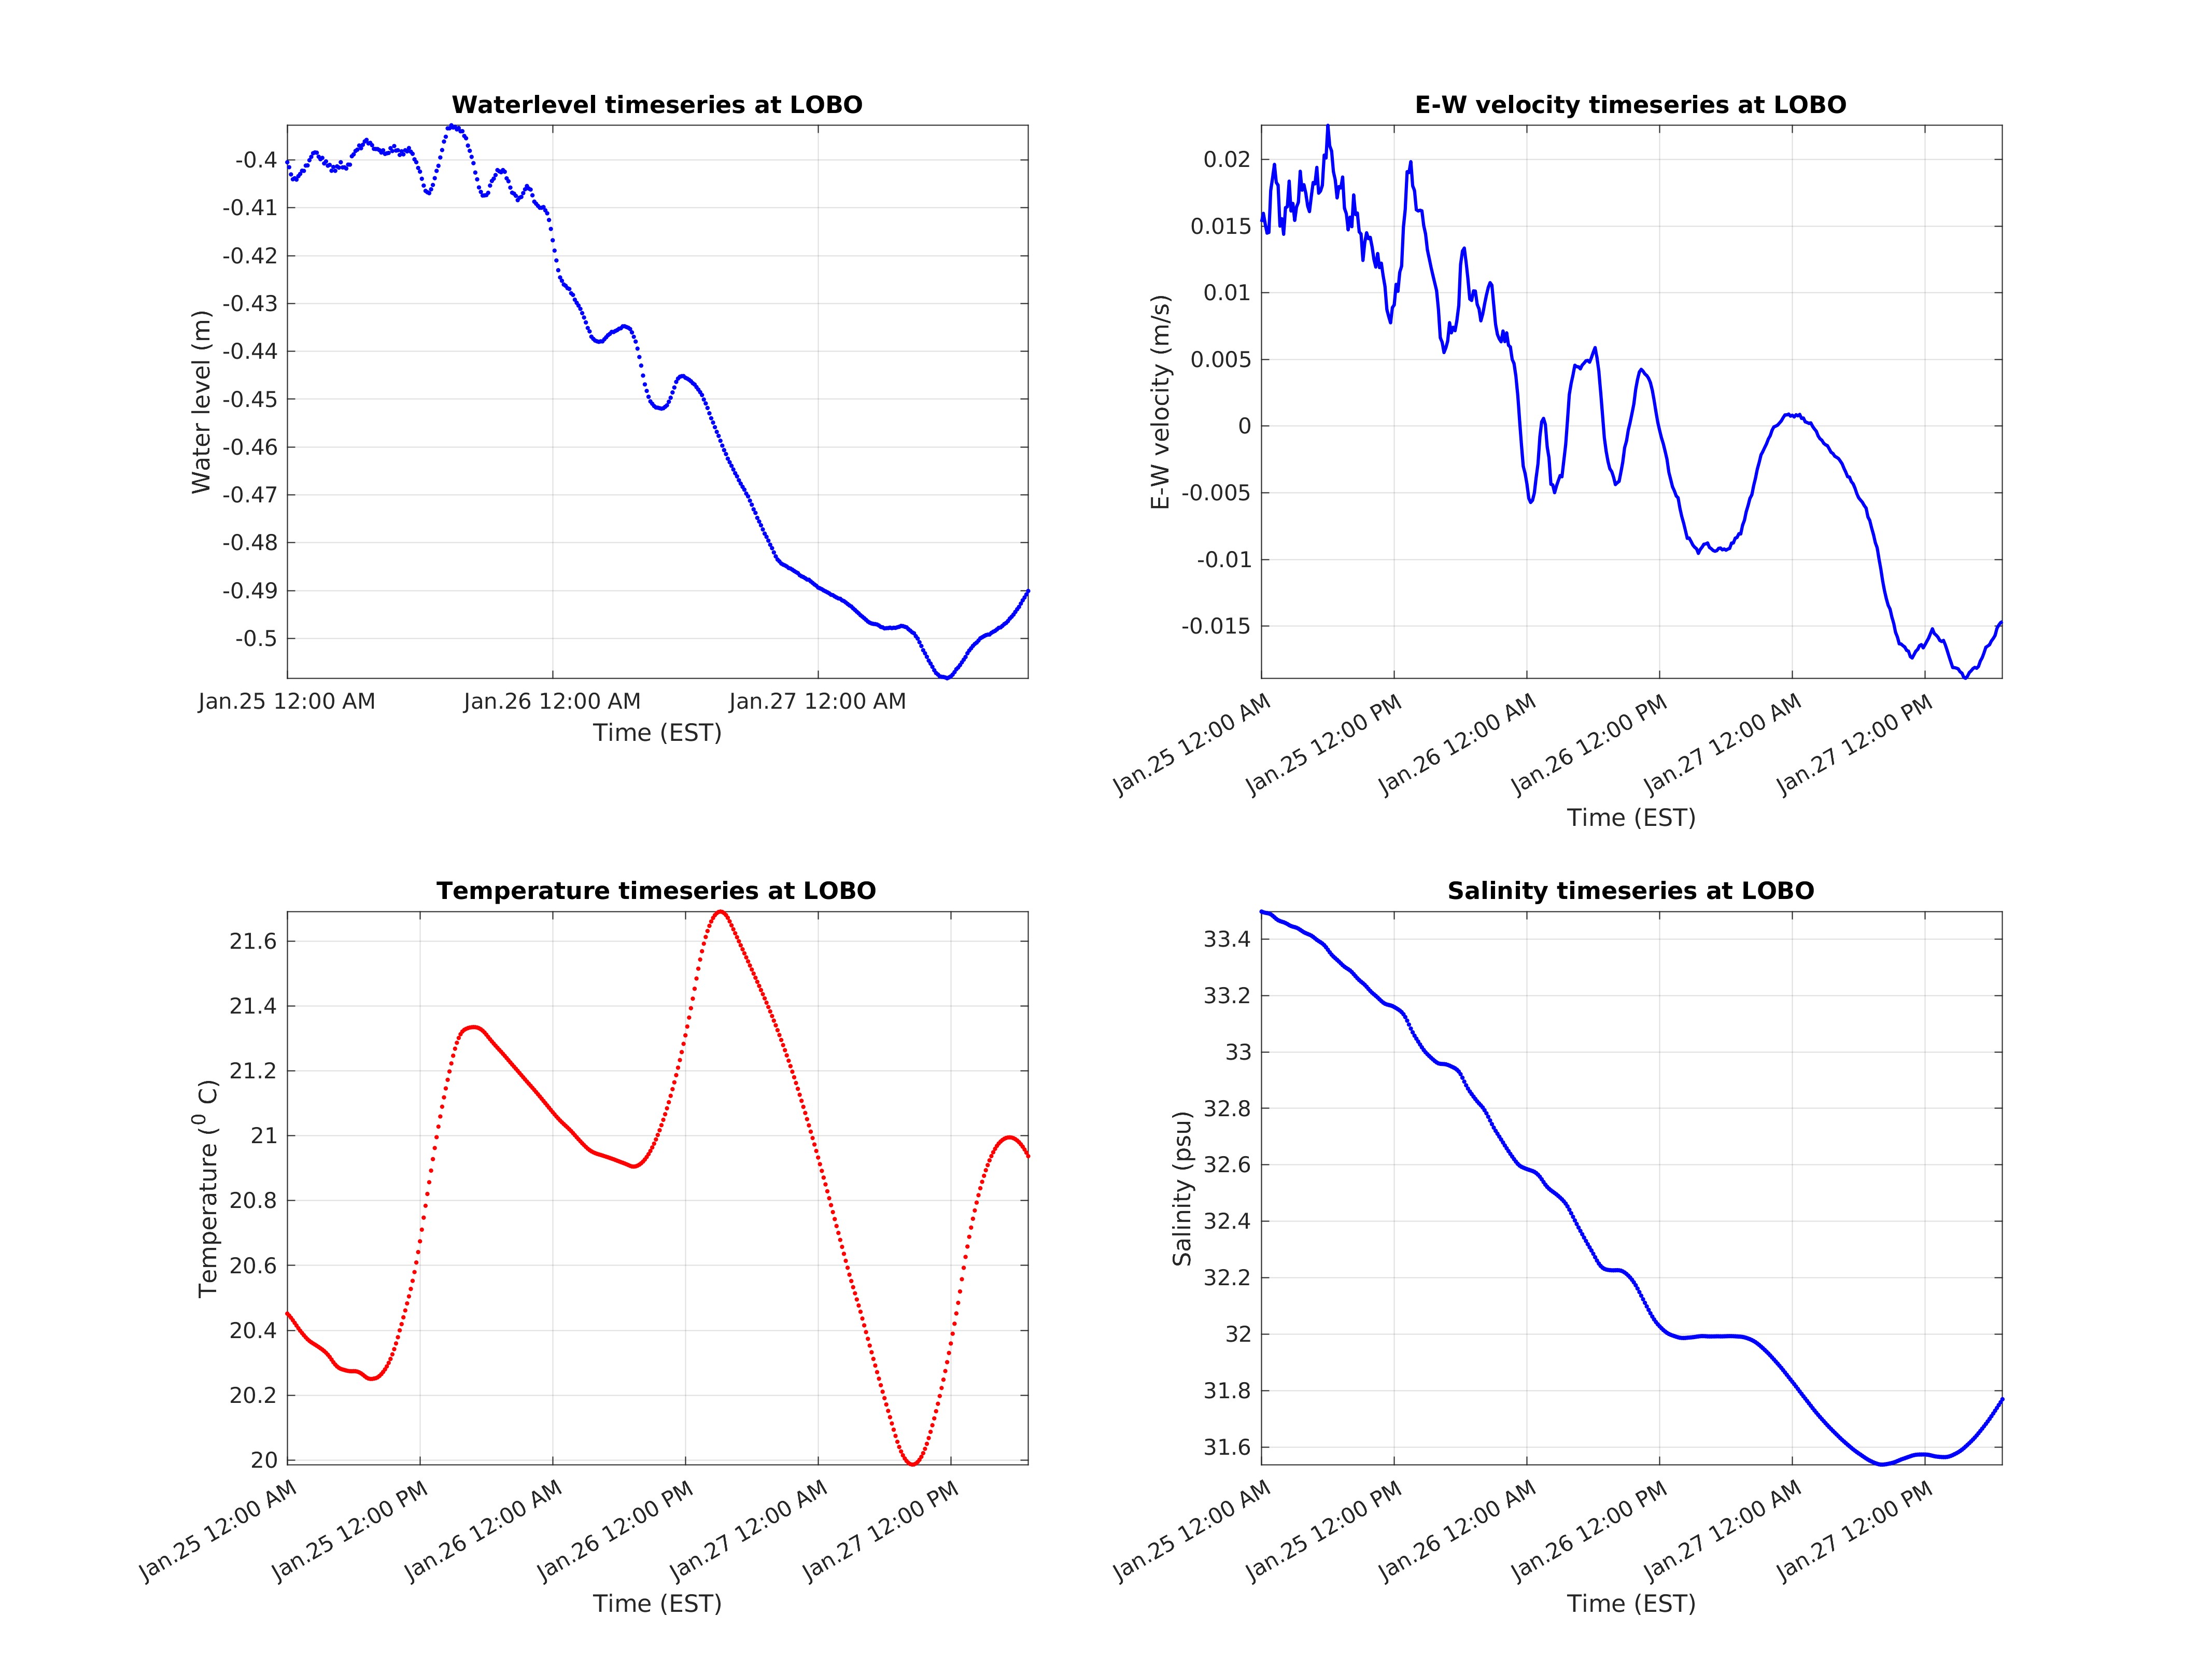 Waterlevel timeseries at LOBO
-0.4
-0.41
-0.42
-0.43
-0.44
-0.45
-0.46
-0.47
-0.48
-0.49
-0.5
Water level (m)
Jan.25 12:00 AM
Jan.26 12:00 AM
Jan.27 12:00 AM
Time (EST)
E-W velocity timeseries at LOBO
0.02
0.015
0.01
0.005
0
-0.005
-0.01
-0.015
E-W velocity (m/s)
Jan.25 12:00 AM
Jan.25 12:00 PM
Jan.26 12:00 AM
Jan.26 12:00 PM
Jan.27 12:00 AM
Jan.27 12:00 PM
Time (EST)
Temperature timeseries at LOBO
21.6
21.4
21.2
21
20.8
20.6
20.4
20.2
20
Temperature (⁰ C)
Jan.25 12:00 AM
Jan.25 12:00 PM
Jan.26 12:00 AM
Jan.26 12:00 PM
Jan.27 12:00 AM
Jan.27 12:00 PM
Time (EST)
Salinity timeseries at LOBO
33.4
33.2
33
32.8
32.6
32.4
32.2
32
31.8
31.6
Salinity (psu)
Jan.25 12:00 AM
Jan.25 12:00 PM
Jan.26 12:00 AM
Jan.26 12:00 PM
Jan.27 12:00 AM
Jan.27 12:00 PM
Time (EST)